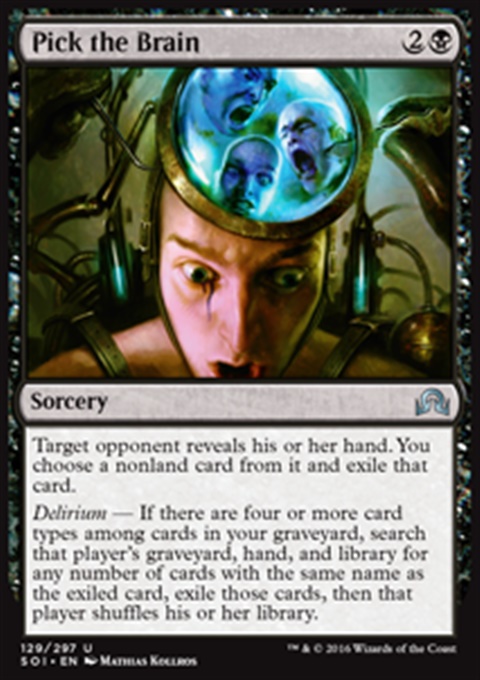 Pick the Brain 2
Sorcery
Target opponent reveals his or her hand. You
choose a nonland card from it and exile that
card.
Delirium — If there are four or more card
types among cards in your graveyard, search
that player's graveyard, hand, and library for
any number of cards with the same name as
the exiled card, exile those cards, then that
player shuffles his or her library.
129/297 U
™ & © 2016 Wizards of the Coast
SOI • EN Mathias Kollros